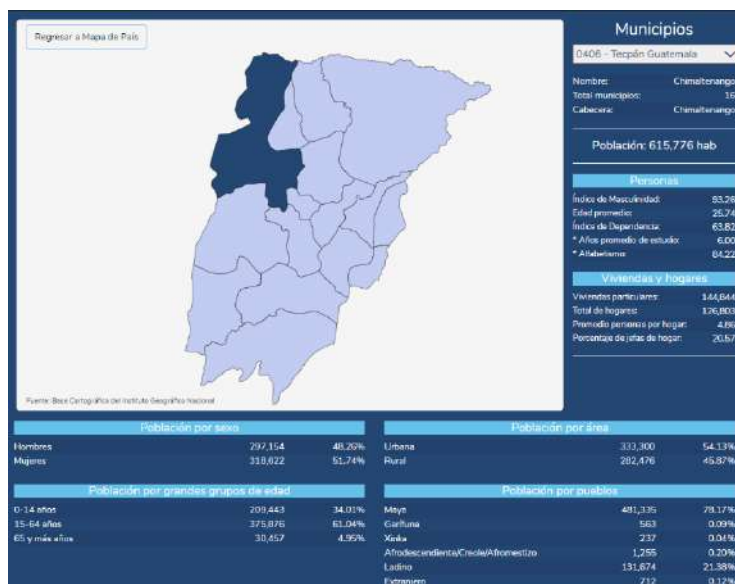 Regresar a Mapa de País
Fuente: Base Cartográfica del Instituto Geográfico Nacional
Municipios
0406 - Tecpán Guatemala
Nombre: Chimaltenango
Total municipios: 16
Cabecera: Chimaltenango
Población: 615,776 hab
Personas
Índice de Masculinidad: 93.26
Edad promedio: 25.74
Índice de Dependencia: 63.82
* Años promedio de estudio: 6.00
* Alfabetismo: 84.22
Viviendas y hogares
Viviendas particulares: 144,844
Total de hogares: 126,803
Promedio personas por hogar: 4.86
Porcentaje de jefas de hogar: 20.57
Población por sexo
Hombres 297,154 48.26%
Mujeres 318,622 51.74%
Población por grandes grupos de edad
0-14 años 209,443 34.01%
15-64 años 375,876 61.04%
65 y más años 30,457 4.95%
Población por área
Urbana 333,300 54.13%
Rural 282,476 45.87%
Población por pueblos
Maya 481,335 78.17%
Garífuna 563 0.09%
Xinka 237 0.04%
Afrodescendiente/Creole/Afromestizo 1,255 0.20%
Ladino 131,674 21.38%
Extranjero 712 0.12%